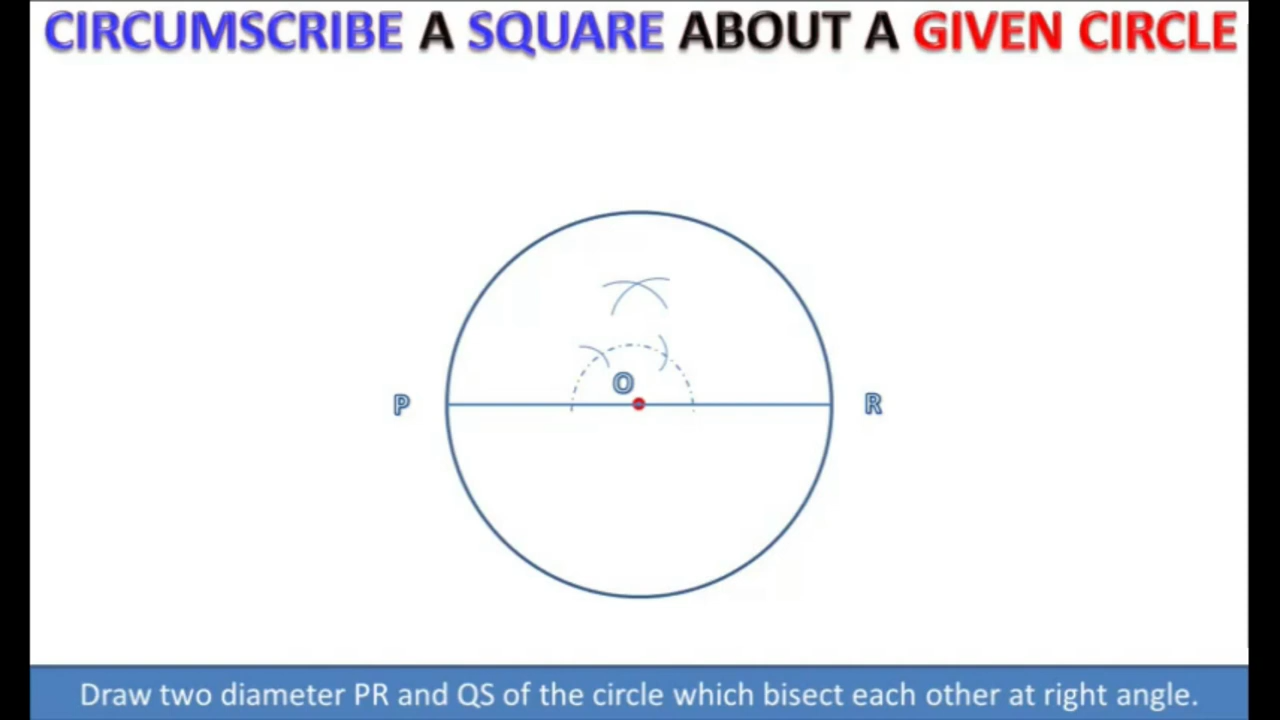 CIRCUMSCRIBE A SQUARE ABOUT A GIVEN CIRCLE
O
P
R
Draw two diameter PR and QS of the circle which bisect each other at right angle.